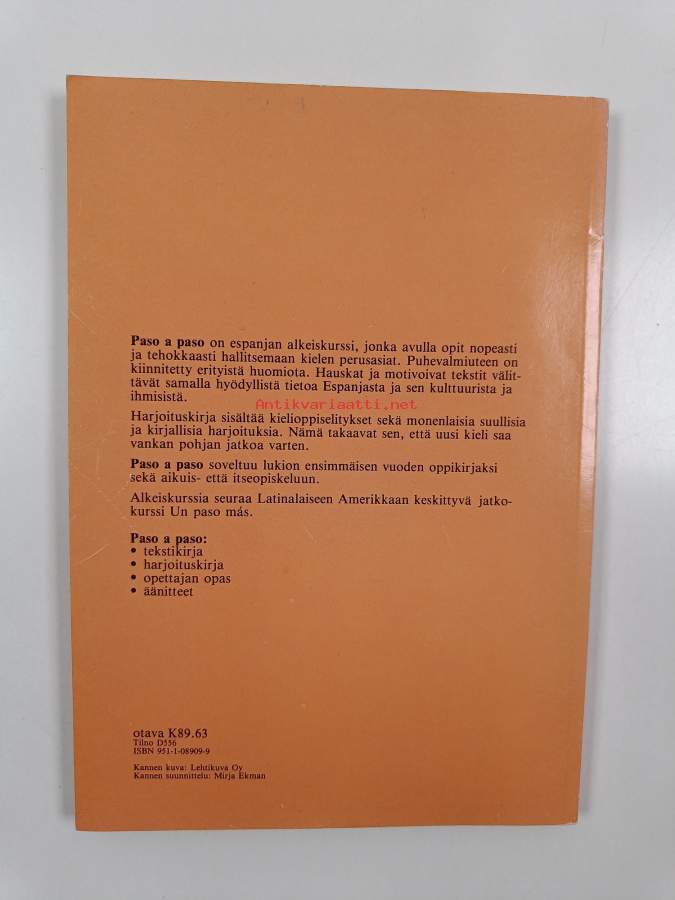 Paso a paso on espanjan alkeiskurssi, jonka avulla opit nopeasti
ja tehokkaasti hallitsemaan kielen perusasiat. Puhevalmiuteen on
kiinnitetty erityistä huomiota. Hauskat ja motivoivat tekstit välit-
tävät samalla hyödyllistä tietoa Espanjasta ja sen kulttuurista ja
ihmisistä.
Antikvariaatti.net
Harjoituskirja sisältää kielioppiselitykset sekä monenlaisia suullisia
ja kirjallisia harjoituksia. Nämä takaavat sen, että uusi kieli saa
vankan pohjan jatkoa varten.
Paso a paso soveltuu lukion ensimmäisen vuoden oppikirjaksi
sekä aikuis- että itseopiskeluun.
Alkeiskurssia seuraa Latinalaiseen Amerikkaan keskittyvä jatko-
kurssi Un paso más.
Paso a paso:
• tekstikirja
• harjoituskirja
• opettajan opas
• äänitteet
otava K89.63
Tilno D556
ISBN 951-1-08909-9
Kannen kuva: Lehtikuva Oy
Kannen suunnittelu: Mirja Ekman